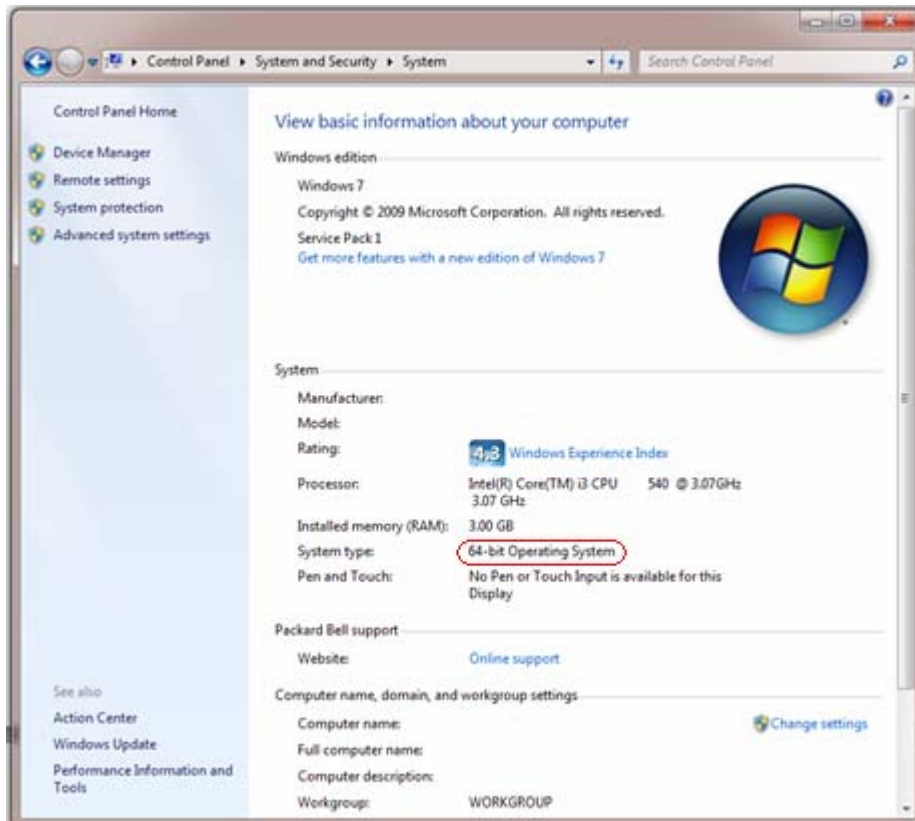 Control Panel ▸ System and Security ▸ System
Search Control Panel
Control Panel Home
Device Manager
Remote settings
System protection
Advanced system settings
See also
Action Center
Windows Update
Performance Information and
Tools
View basic information about your computer
Windows edition
Windows 7
Copyright © 2009 Microsoft Corporation. All rights reserved.
Service Pack 1
Get more features with a new edition of Windows 7
System
Manufacturer:
Model:
Rating: 4,3 Windows Experience Index
Processor: Intel(R) Core(TM) i3 CPU 540 @ 3.07GHz
3.07 GHz
Installed memory (RAM): 3.00 GB
System type: 64-bit Operating System
Pen and Touch: No Pen or Touch Input is available for this
Display
Packard Bell support
Website: Online support
Computer name, domain, and workgroup settings
Computer name: Change settings
Full computer name:
Computer description:
Workgroup: WORKGROUP